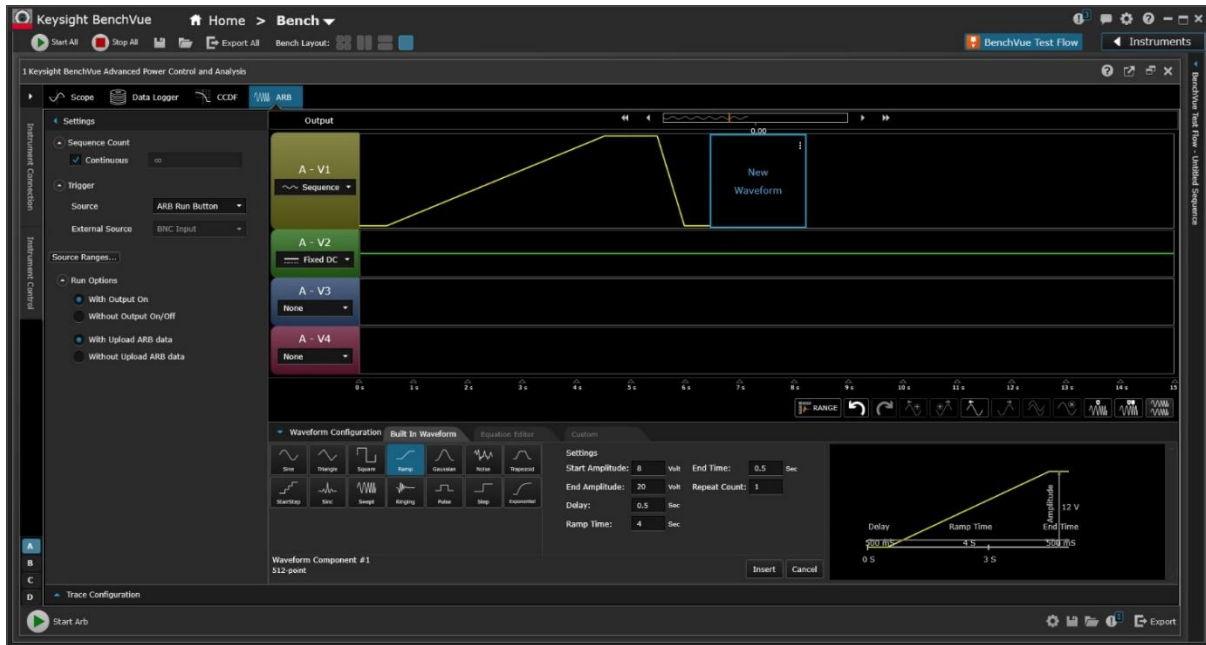 Keysight BenchVue Home > Bench
Start All Stop All Export All Bench Layout: BenchVue Test Flow Instruments
1 Keysight BenchVue Advanced Power Control and Analysis
Scope Data Logger CCDF ARB
Settings
Sequence Count
Continuous ∞
Trigger
Source ARB Run Button
External Source BNC Input
Source Ranges...
Run Options
With Output On
Without Output On/Off
With Upload ARB data
Without Upload ARB data
Instrument Connection
Instrument Control
A
B
C
D
Output
0.00
A - V1
Sequence
New
Waveform
A - V2
Fixed DC
A - V3
None
A - V4
None
0 s 1 s 2 s 3 s 4 s 5 s 6 s 7 s 8 s 9 s 10 s 11 s 12 s 13 s 14 s 15
RANGE
Waveform Configuration Built In Waveform Equation Editor Custom
Sine Triangle Square Ramp Gaussian Noise Trapezoid
StairStep Sinc Swept Ringing Pulse Step Exponential
Settings
Start Amplitude: 8 Volt End Time: 0.5 Sec
End Amplitude: 20 Volt Repeat Count: 1
Delay: 0.5 Sec
Ramp Time: 4 Sec
Waveform Component #1
512-point
Insert Cancel
Amplitude
12 V
Delay Ramp Time End Time
500 mS 4 S 500 mS
0 S 3 S
Trace Configuration
Start Arb Export
BenchVue Test Flow - Untitled Sequence